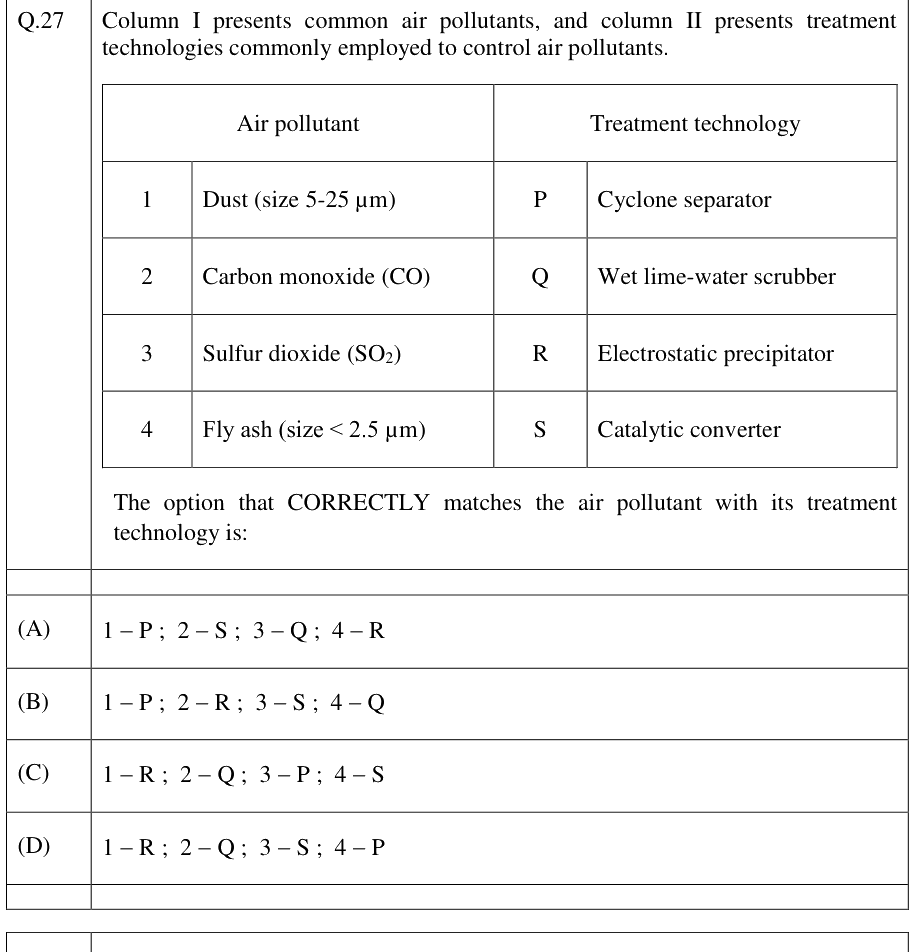 Q.27 Column I presents common air pollutants, and column II presents treatment
technologies commonly employed to control air pollutants.
Air pollutant Treatment technology
1 Dust (size 5-25 µm) P Cyclone separator
2 Carbon monoxide (CO) Q Wet lime-water scrubber
3 Sulfur dioxide (SO₂) R Electrostatic precipitator
4 Fly ash (size < 2.5 µm) S Catalytic converter
The option that CORRECTLY matches the air pollutant with its treatment
technology is:
(A) 1 – P ; 2 – S ; 3 – Q ; 4 – R
(B) 1 – P ; 2 – R ; 3 – S ; 4 – Q
(C) 1 – R ; 2 – Q ; 3 – P ; 4 – S
(D) 1 – R ; 2 – Q ; 3 – S ; 4 – P